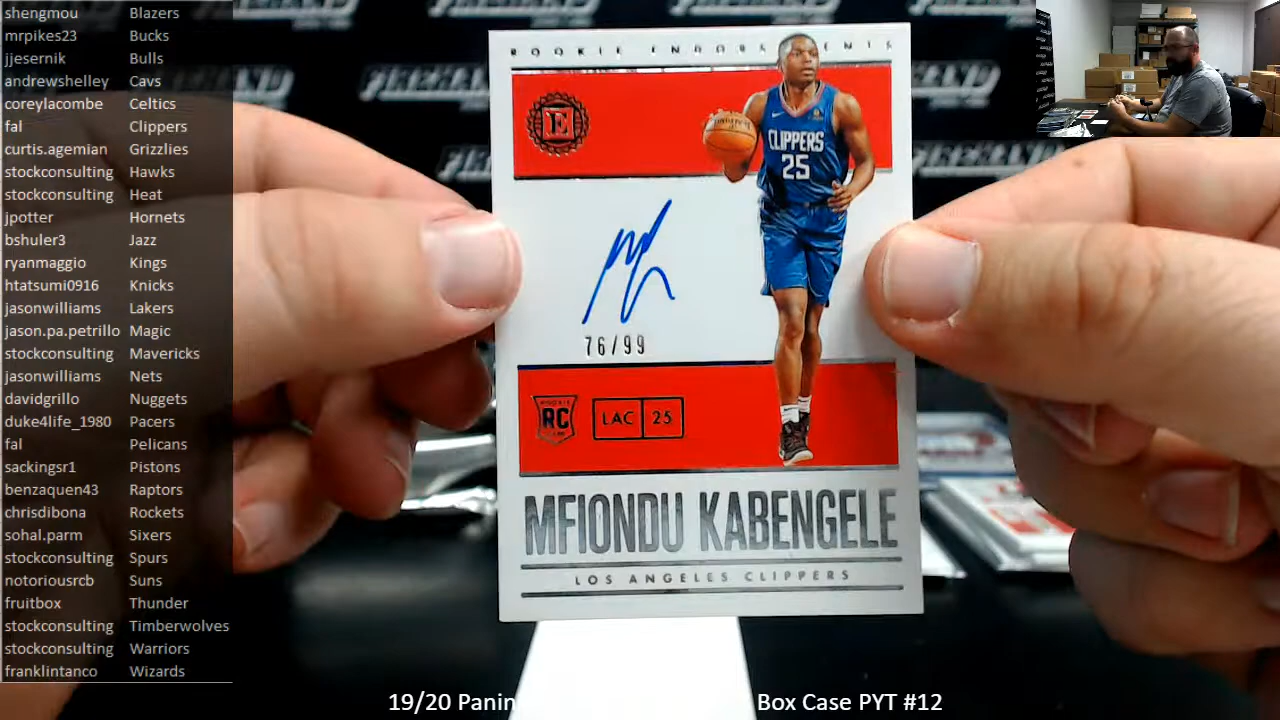 shengmou Blazers
mrpikes23 Bucks
jjesernik Bulls
andrewshelley Cavs
coreylacombe Celtics
fal Clippers
curtis.agemian Grizzlies
stockconsulting Hawks
stockconsulting Heat
jpotter Hornets
bshuler3 Jazz
ryanmaggio Kings
htatsumi0916 Knicks
jasonwilliams Lakers
jason.pa.petrillo Magic
stockconsulting Mavericks
jasonwilliams Nets
davidgrillo Nuggets
duke4life_1980 Pacers
fal Pelicans
sackingsr1 Pistons
benzaquen43 Raptors
chrisdibona Rockets
sohal.parm Sixers
stockconsulting Spurs
notoriousrcb Suns
fruitbox Thunder
stockconsulting Timberwolves
stockconsulting Warriors
franklintanco Wizards
ROOKIE ENDORSEMENTS
E
CLIPPERS
25
76/99
ROOKIE
RC
LAC 25
MFIONDU KABENGELE
LOS ANGELES CLIPPERS
19/20 Panin Box Case PYT #12